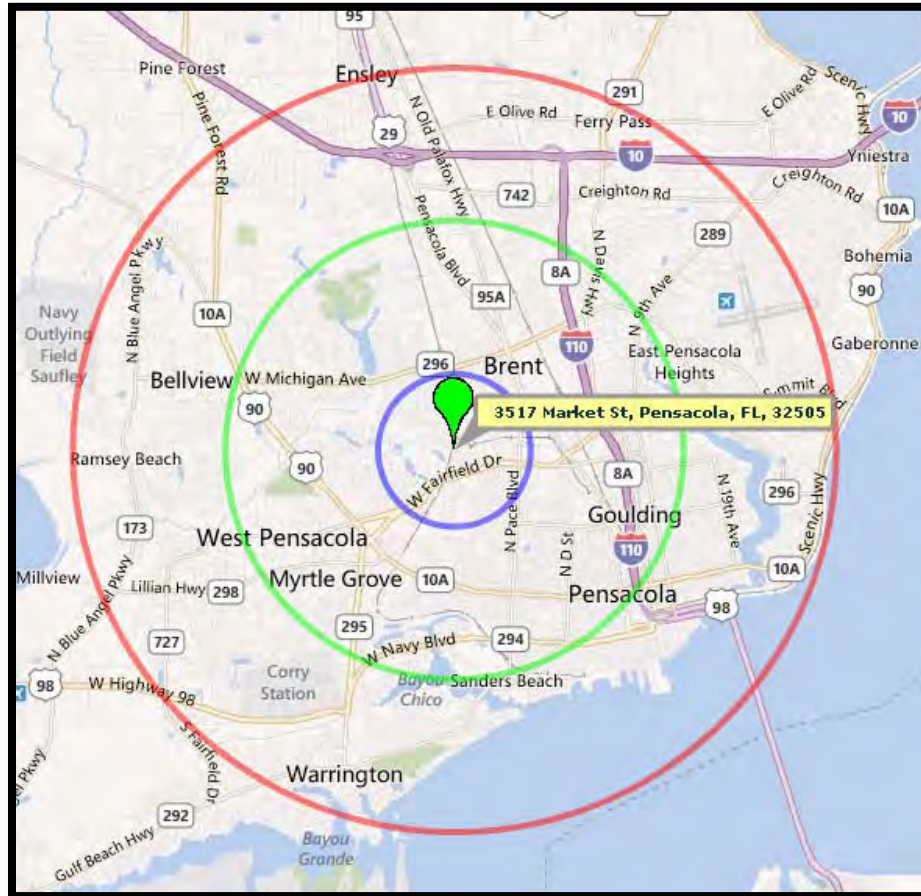 95
Pine Forest
Ensley
291
Scenic Hwy
Pine Forest Rd
N Old Palafox Hwy
E Olive Rd
E Olive Rd
10
29
Ferry Pass
10
Yniestra
742
Creighton Rd
Creighton Rd
Pensacola Blvd
10A
289
N Blue Angel Pkwy
N Davis Hwy
Bohemia
8A
N 9th Ave
90
95A
Navy
Outlying
Field
Saufley
10A
110
Gaberonne
296
Brent
East Pensacola
Heights
Bellview
W Michigan Ave
Summit Blvd
90
3517 Market St, Pensacola, FL, 32505
Ramsey Beach
90
W Fairfield Dr
8A
N Pace Blvd
N 19th Ave
296
Scenic Hwy
173
West Pensacola
Goulding
110
N D St
Millview
Lillian Hwy
298
Myrtle Grove
10A
10A
Pensacola
98
N Blue Angel Pkwy
727
295
W Navy Blvd
294
98
W Highway 98
Corry
Station
Bayou
Chico
Sanders Beach
S Fairfield Dr
Warrington
292
Gulf Beach Hwy
Bayou
Grande